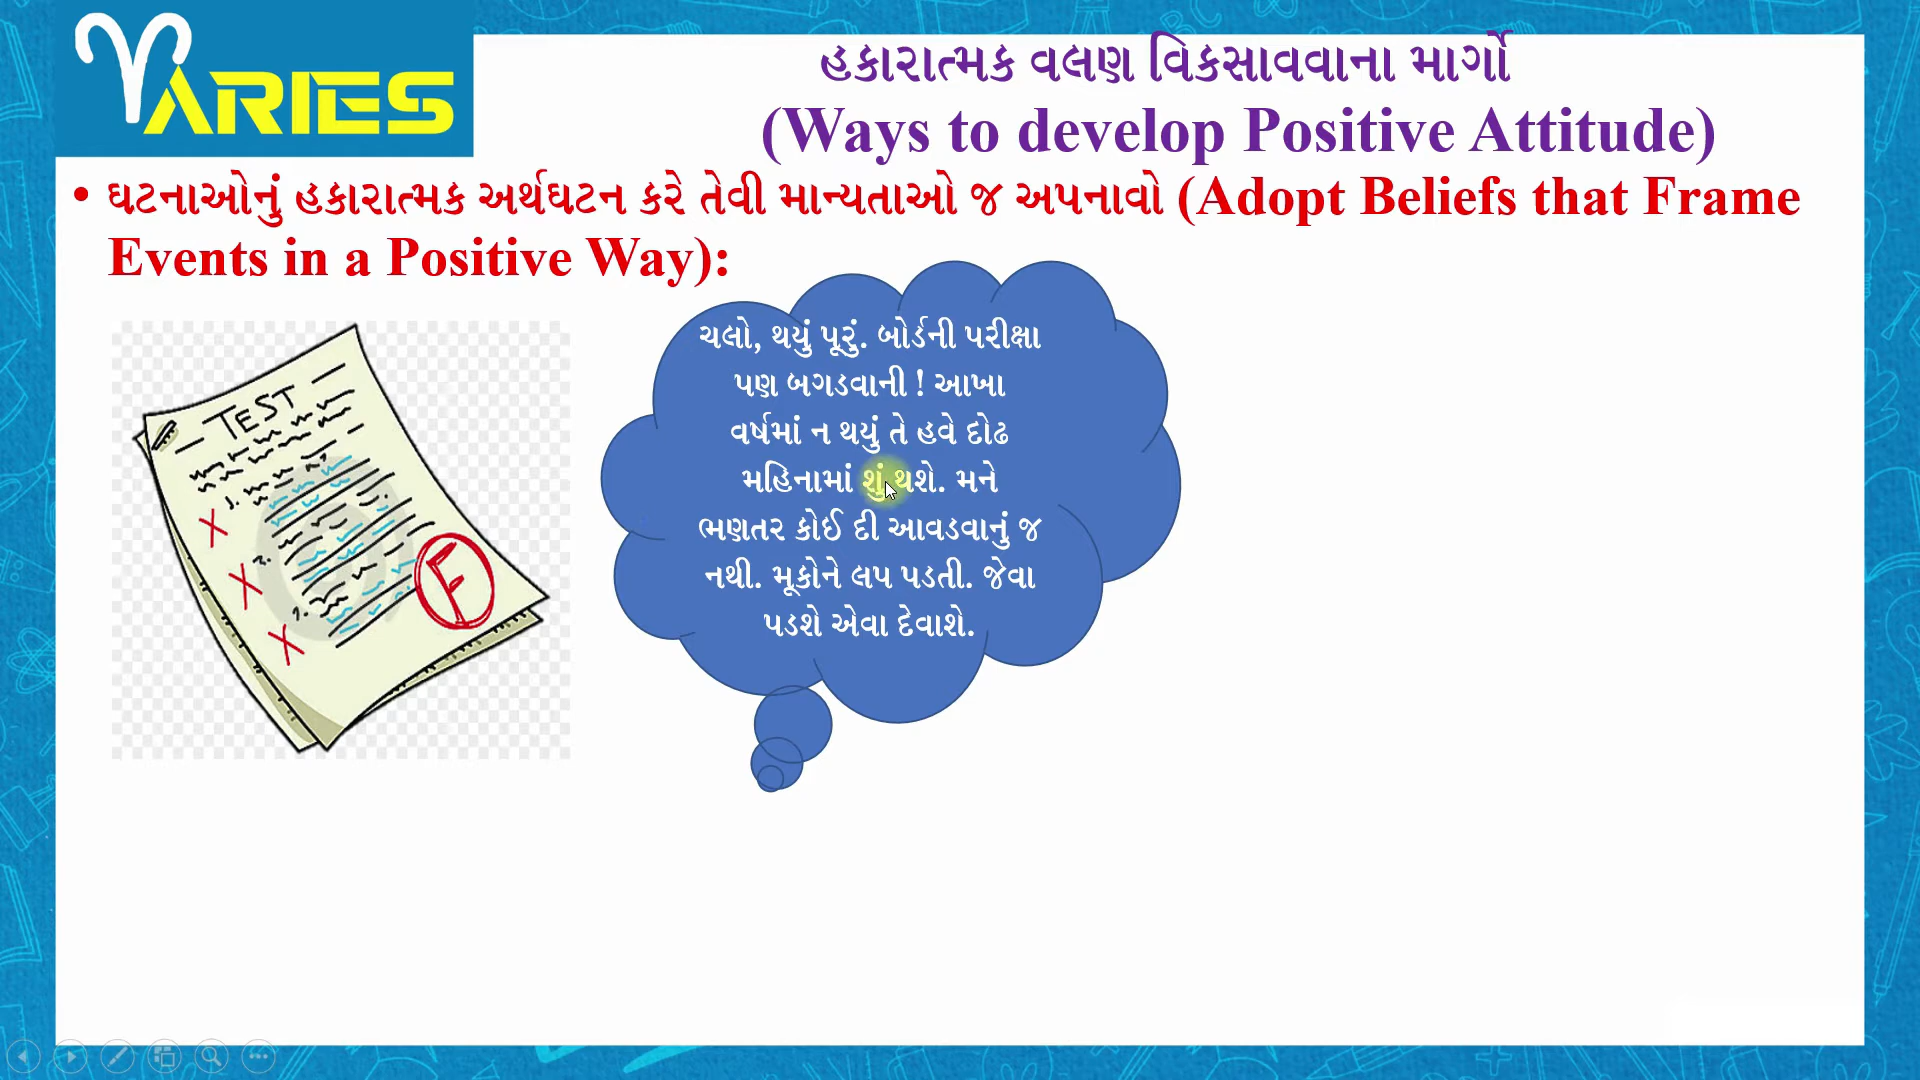 ARIES
હકારાત્મક વલણ વિકસાવવાના માર્ગો
(Ways to develop Positive Attitude)
• ઘટનાઓનું હકારાત્મક અર્થઘટન કરે તેવી માન્યતાઓ જ અપનાવો (Adopt Beliefs that Frame
Events in a Positive Way):
TEST
F
ચલો, થયું પૂરું. બોર્ડની પરીક્ષા
પણ બગડવાની ! આખા
વર્ષમાં ન થયું તે હવે દોઢ
મહિનામાં શું થશે. મને
ભણતર કોઈ દી આવડવાનું જ
નથી. મૂકોને લપ પડતી. જેવા
પડશે એવા દેવાશે.